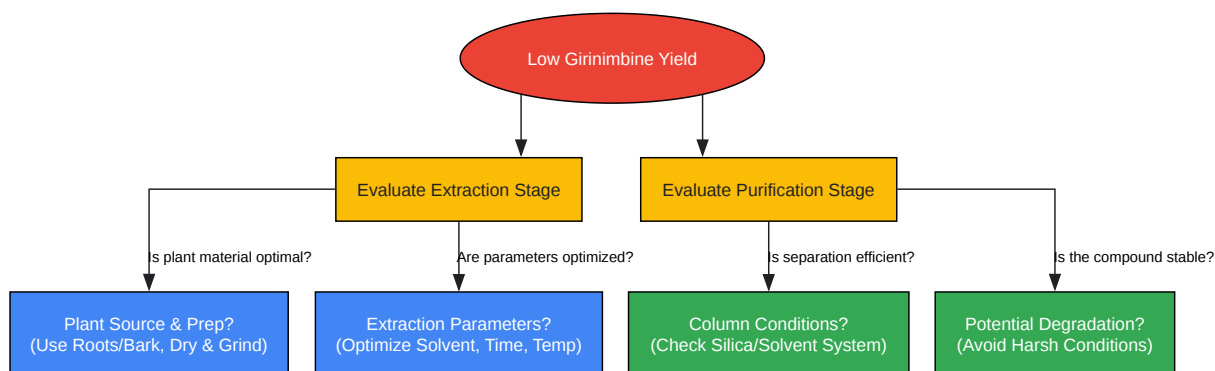 Low Girinimbine Yield
Evaluate Extraction Stage
Evaluate Purification Stage
Is plant material optimal?
Are parameters optimized?
Is separation efficient?
Is the compound stable?
Plant Source & Prep?
(Use Roots/Bark, Dry & Grind)
Extraction Parameters?
(Optimize Solvent, Time, Temp)
Column Conditions?
(Check Silica/Solvent System)
Potential Degradation?
(Avoid Harsh Conditions)